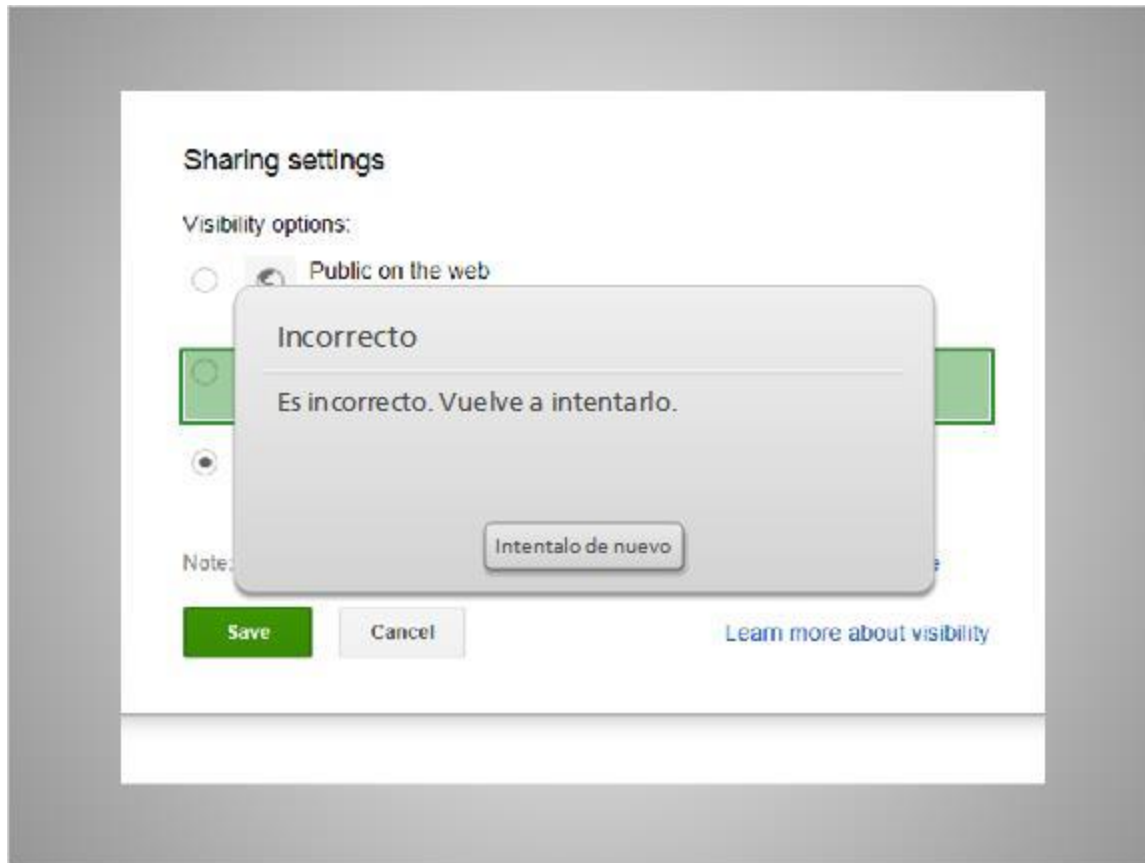 Sharing settings
Visibility options:
Public on the web
Incorrecto
Es incorrecto. Vuelve a intentarlo.
Intentalo de nuevo
Note:
Save
Cancel
Learn more about visibility